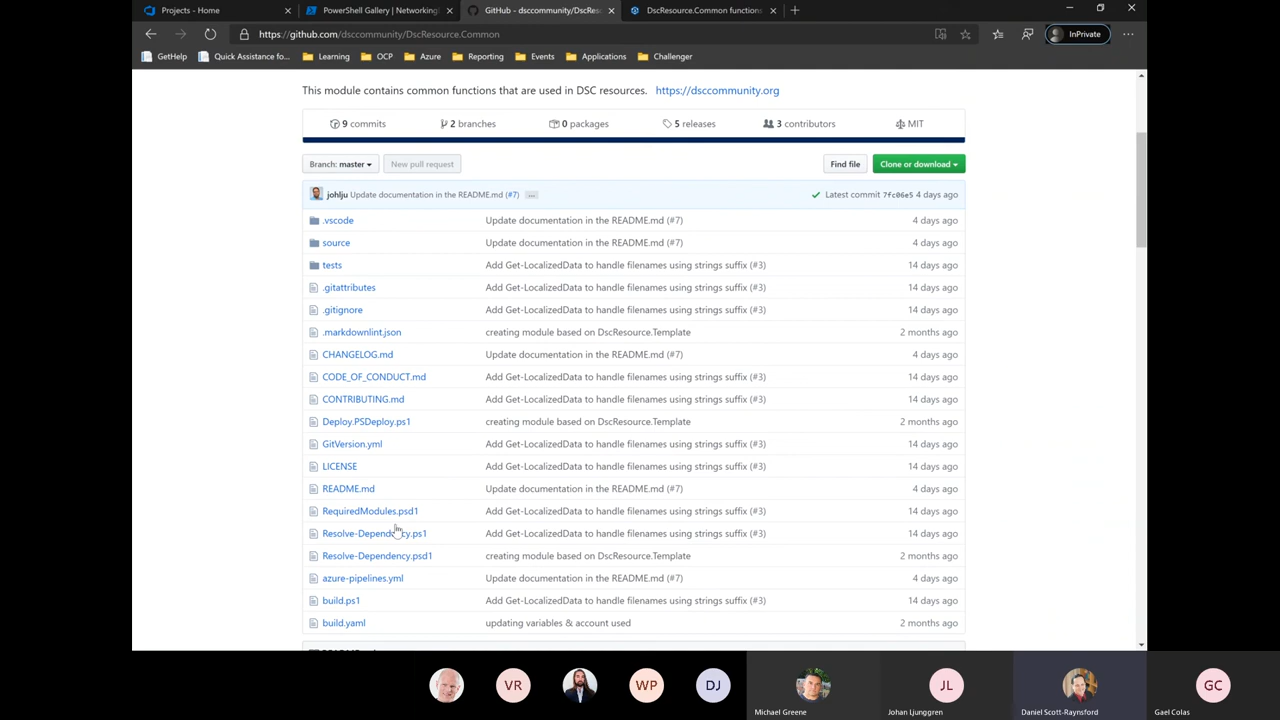 Projects - Home
PowerShell Gallery | Networking
GitHub - dsccommunity/DscRes
DscResource.Common functions
https://github.com/dsccommunity/DscResource.Common
InPrivate
GetHelp
Quick Assistance fo...
Learning
OCP
Azure
Reporting
Events
Applications
Challenger
This module contains common functions that are used in DSC resources. https://dsccommunity.org
9 commits
2 branches
0 packages
5 releases
3 contributors
MIT
Branch: master
New pull request
Find file
Clone or download
johlju Update documentation in the README.md (#7) ...
Latest commit 7fc06e5 4 days ago
.vscode Update documentation in the README.md (#7) 4 days ago
source Update documentation in the README.md (#7) 4 days ago
tests Add Get-LocalizedData to handle filenames using strings suffix (#3) 14 days ago
.gitattributes Add Get-LocalizedData to handle filenames using strings suffix (#3) 14 days ago
.gitignore Add Get-LocalizedData to handle filenames using strings suffix (#3) 14 days ago
.markdownlint.json creating module based on DscResource.Template 2 months ago
CHANGELOG.md Update documentation in the README.md (#7) 4 days ago
CODE_OF_CONDUCT.md Add Get-LocalizedData to handle filenames using strings suffix (#3) 14 days ago
CONTRIBUTING.md Add Get-LocalizedData to handle filenames using strings suffix (#3) 14 days ago
Deploy.PSDeploy.ps1 creating module based on DscResource.Template 2 months ago
GitVersion.yml Add Get-LocalizedData to handle filenames using strings suffix (#3) 14 days ago
LICENSE Add Get-LocalizedData to handle filenames using strings suffix (#3) 14 days ago
README.md Update documentation in the README.md (#7) 4 days ago
RequiredModules.psd1 Add Get-LocalizedData to handle filenames using strings suffix (#3) 14 days ago
Resolve-Dependency.ps1 Add Get-LocalizedData to handle filenames using strings suffix (#3) 14 days ago
Resolve-Dependency.psd1 creating module based on DscResource.Template 2 months ago
azure-pipelines.yml Update documentation in the README.md (#7) 4 days ago
build.ps1 Add Get-LocalizedData to handle filenames using strings suffix (#3) 14 days ago
build.yaml updating variables & account used 2 months ago
VR
WP
DJ
JL
GC
Michael Greene
Johan Ljunggren
Daniel Scott-Raynsford
Gael Colas